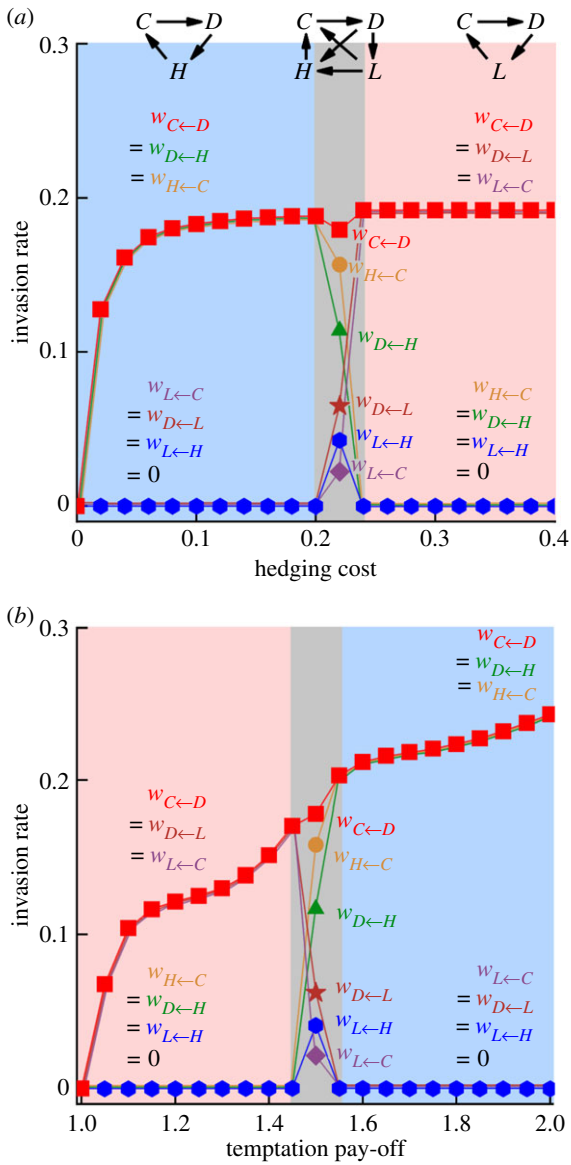 (a)
C D
H
C D
H L
C D
L
w_{C←D}
= w_{D←H}
= w_{H←C}
w_{C←D}
= w_{D←L}
= w_{L←C}
w_{C←D}
w_{H←C}
w_{D←H}
w_{D←L}
w_{L←H}
w_{L←C}
w_{L←C}
= w_{D←L}
= w_{L←H}
= 0
w_{H←C}
= w_{D←H}
= w_{L←H}
= 0
invasion rate
0.3
0.2
0.1
0
0 0.1 0.2 0.3 0.4
hedging cost
(b)
w_{C←D}
= w_{D←H}
= w_{H←C}
w_{C←D}
= w_{D←L}
= w_{L←C}
w_{C←D}
w_{H←C}
w_{D←H}
w_{D←L}
w_{L←H}
w_{L←C}
w_{H←C}
= w_{D←H}
= w_{L←H}
= 0
w_{L←C}
= w_{D←L}
= w_{L←H}
= 0
invasion rate
0.3
0.2
0.1
0
1.0 1.2 1.4 1.6 1.8 2.0
temptation pay-off